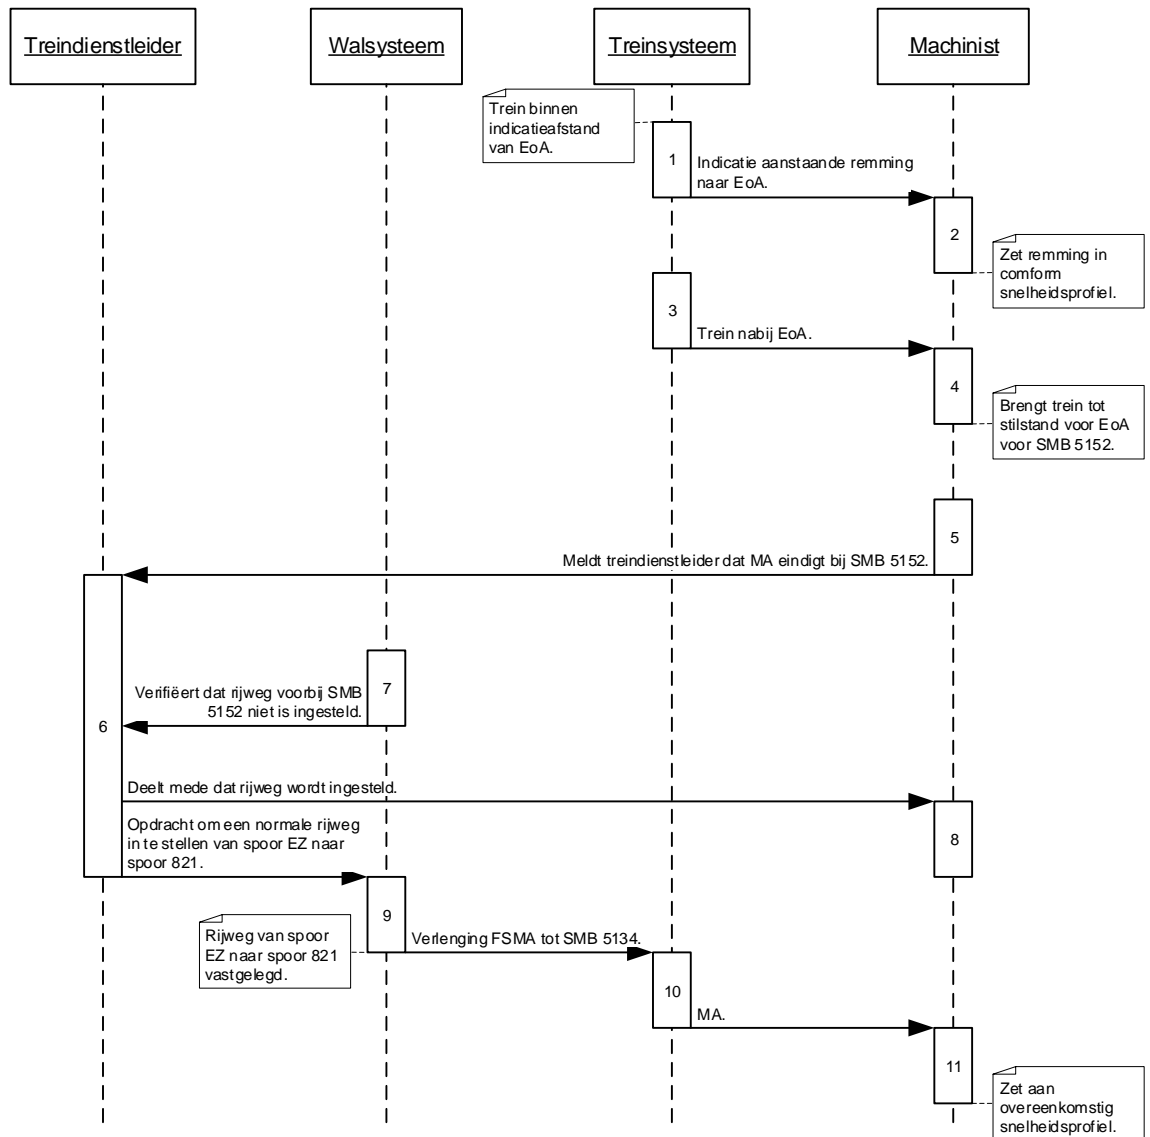 Treindienstleider
Walsysteem
Treinsysteem
Machinist
Trein binnen
indicatieafstand
van EoA.
1
Indicatie aanstaande remming
naar EoA.
2
Zet remming in
comform
snelheidsprofiel.
3
Trein nabij EoA.
4
Brengt trein tot
stilstand voor EoA
voor SMB 5152.
5
Meldt treindienstleider dat MA eindigt bij SMB 5152.
6
7
Verifiëert dat rijweg voorbij SMB
5152 niet is ingesteld.
Deelt mede dat rijweg wordt ingesteld.
8
Opdracht om een normale rijweg
in te stellen van spoor EZ naar
spoor 821.
9
Rijweg van spoor
EZ naar spoor 821
vastgelegd.
Verlenging FSMA tot SMB 5134.
10
MA.
11
Zet aan
overeenkomstig
snelheidsprofiel.